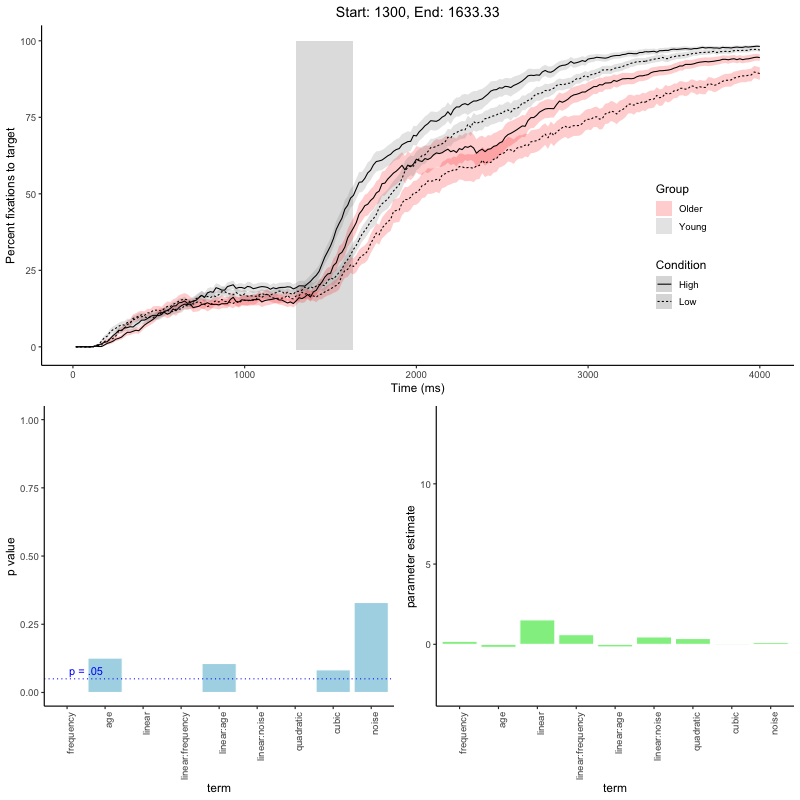 Start: 1300, End: 1633.33
Percent fixations to target
100
75
50
25
0
0
1000
2000
3000
4000
Time (ms)
Group
Older
Young
Condition
High
Low
p value
1.00
0.75
0.50
0.25
0.00
p = .05
frequency
age
linear
linear:frequency
linear:age
linear:noise
quadratic
cubic
noise
term
parameter estimate
10
5
0
frequency
age
linear
linear:frequency
linear:age
linear:noise
quadratic
cubic
noise
term